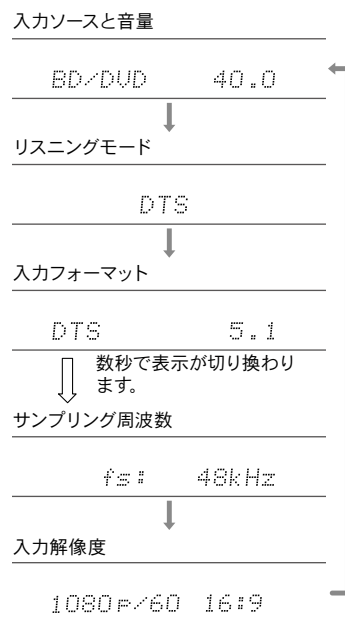 入力ソースと音量
BD/DVD 40.0
リスニングモード
DTS
入力フォーマット
DTS 5.1
数秒で表示が切り換わり
ます。
サンプリング周波数
fs: 48kHz
入力解像度
1080p/60 16:9